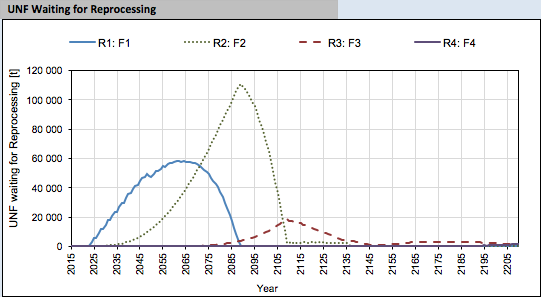 UNF Waiting for Reprocessing
R1: F1 R2: F2 R3: F3 R4: F4
UNF waiting for Reprocessing [t]
120 000
100 000
80 000
60 000
40 000
20 000
0
2015 2025 2035 2045 2055 2065 2075 2085 2095 2105 2115 2125 2135 2145 2155 2165 2175 2185 2195 2205
Year